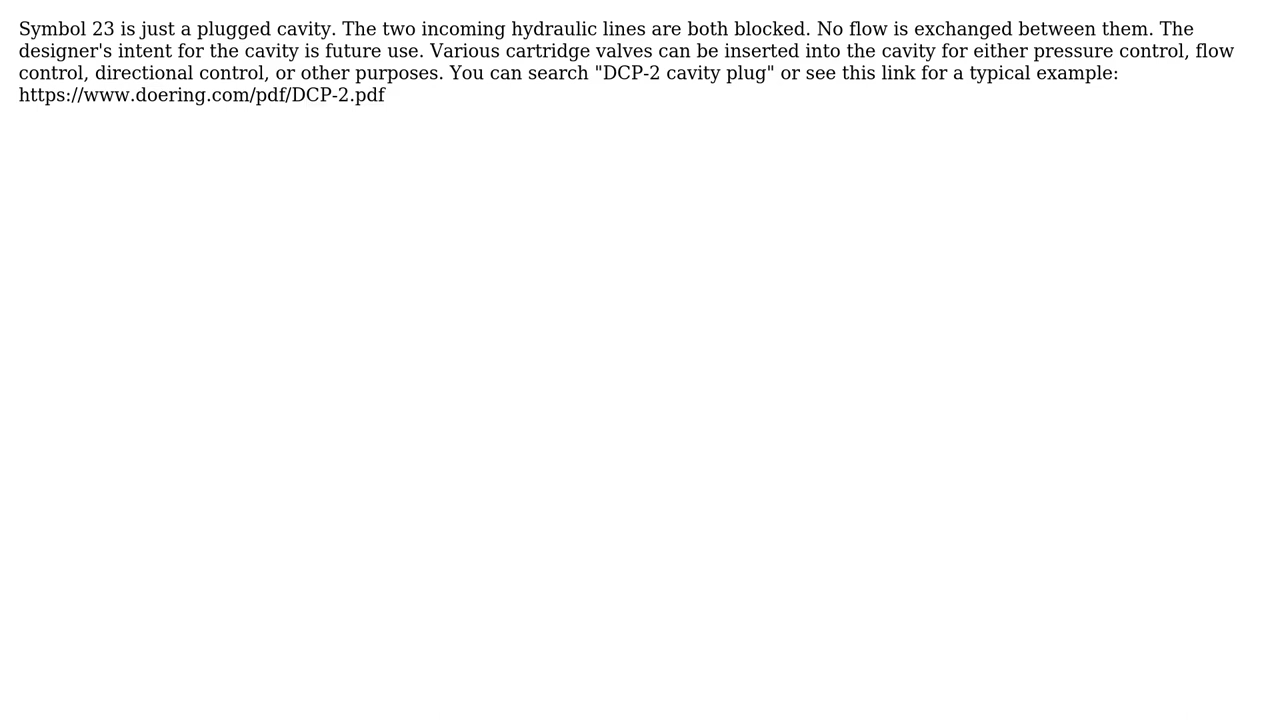 Symbol 23 is just a plugged cavity. The two incoming hydraulic lines are both blocked. No flow is exchanged between them. The
designer's intent for the cavity is future use. Various cartridge valves can be inserted into the cavity for either pressure control, flow
control, directional control, or other purposes. You can search "DCP-2 cavity plug" or see this link for a typical example:
https://www.doering.com/pdf/DCP-2.pdf